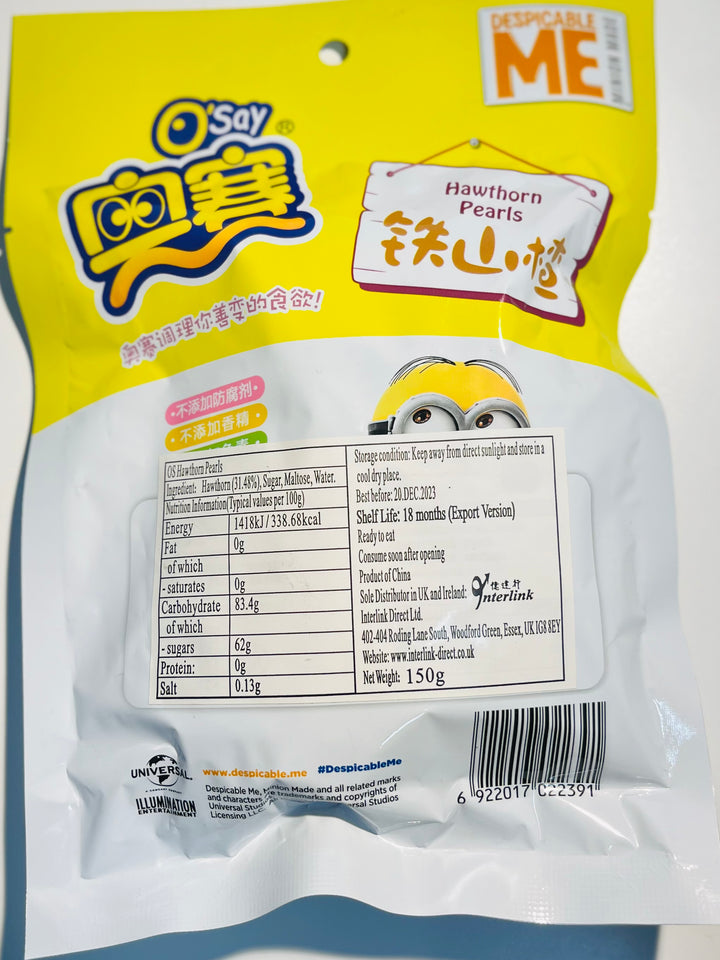 DESPICABLE
ME
MINION MADE
O'Say®
奥赛
Hawthorn
Pearls
铁山楂
奥赛调理你善变的食欲!
·不添加防腐剂·
·不添加香精·
OS Hawthorn Pearls
Ingredient: Hawthorn (31.48%), Sugar, Maltose, Water.
Nutrition Information(Typical values per 100g)
Energy 1418kJ / 338.68kcal
Fat 0g
of which
- saturates 0g
Carbohydrate 83.4g
of which
- sugars 62g
Protein: 0g
Salt 0.13g
Storage condition: Keep away from direct sunlight and store in a
cool dry place.
Best before: 20.DEC.2023
Shelf Life: 18 months (Export Version)
Ready to eat
Consume soon after opening
Product of China
Sole Distributor in UK and Ireland:
Interlink
Interlink Direct Ltd.
402-404 Roding Lane South, Woodford Green, Essex, UK IG8 8EY
Website: www.interlink-direct.co.uk
Net Weight: 150g
UNIVERSAL
ILLUMINATION
ENTERTAINMENT
www.despicable.me #DespicableMe
Despicable Me, Minion Made and all related marks
and characters are trademarks and copyrights of
Universal Studios
Licensing
6 922017 022391